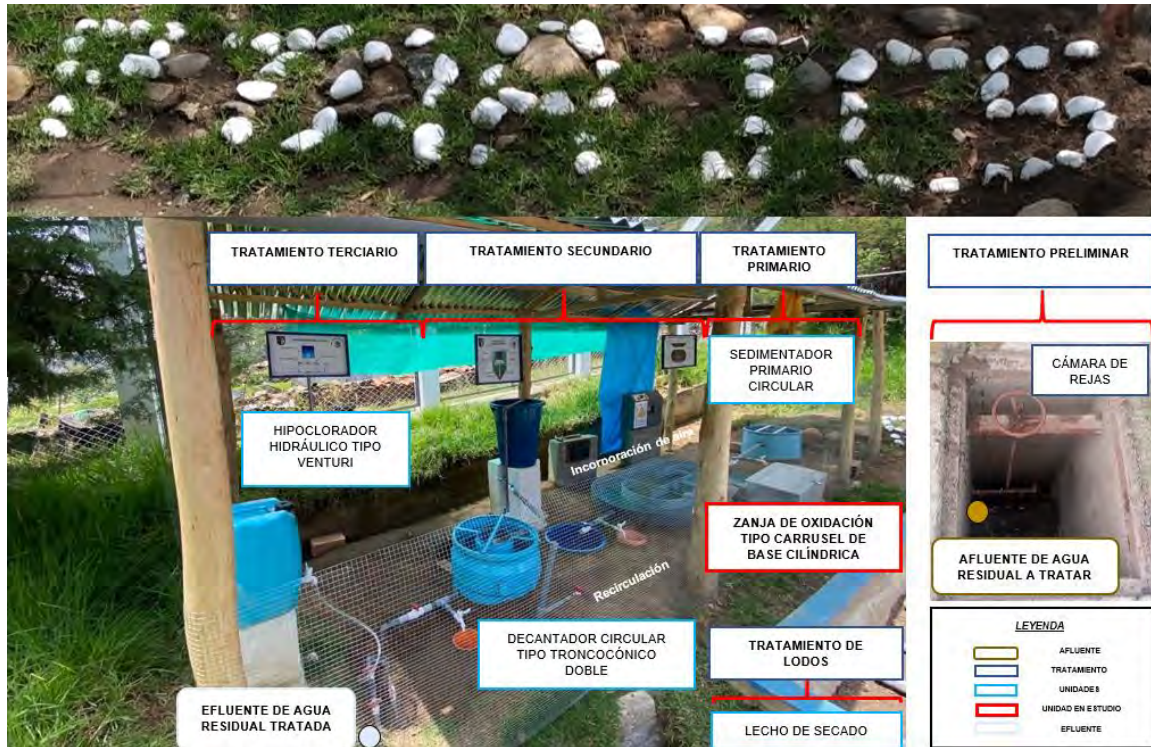 TRATAMIENTO TERCIARIO
TRATAMIENTO SECUNDARIO
TRATAMIENTO
PRIMARIO
TRATAMIENTO PRELIMINAR
HIPOCLORADOR
HIDRÁULICO TIPO
VENTURI
SEDIMENTADOR
PRIMARIO
CIRCULAR
CÁMARA DE
REJAS
Incorporación de aire
ZANJA DE OXIDACIÓN
TIPO CARRUSEL DE
BASE CILÍNDRICA
AFLUENTE DE AGUA
RESIDUAL A TRATAR
Recirculación
DECANTADOR CIRCULAR
TIPO TRONCOCÓNICO
DOBLE
TRATAMIENTO DE
LODOS
LECHO DE SECADO
EFLUENTE DE AGUA
RESIDUAL TRATADA
LEYENDA
AFLUENTE
TRATAMIENTO
UNIDADES
UNIDAD EN ESTUDIO
EFLUENTE